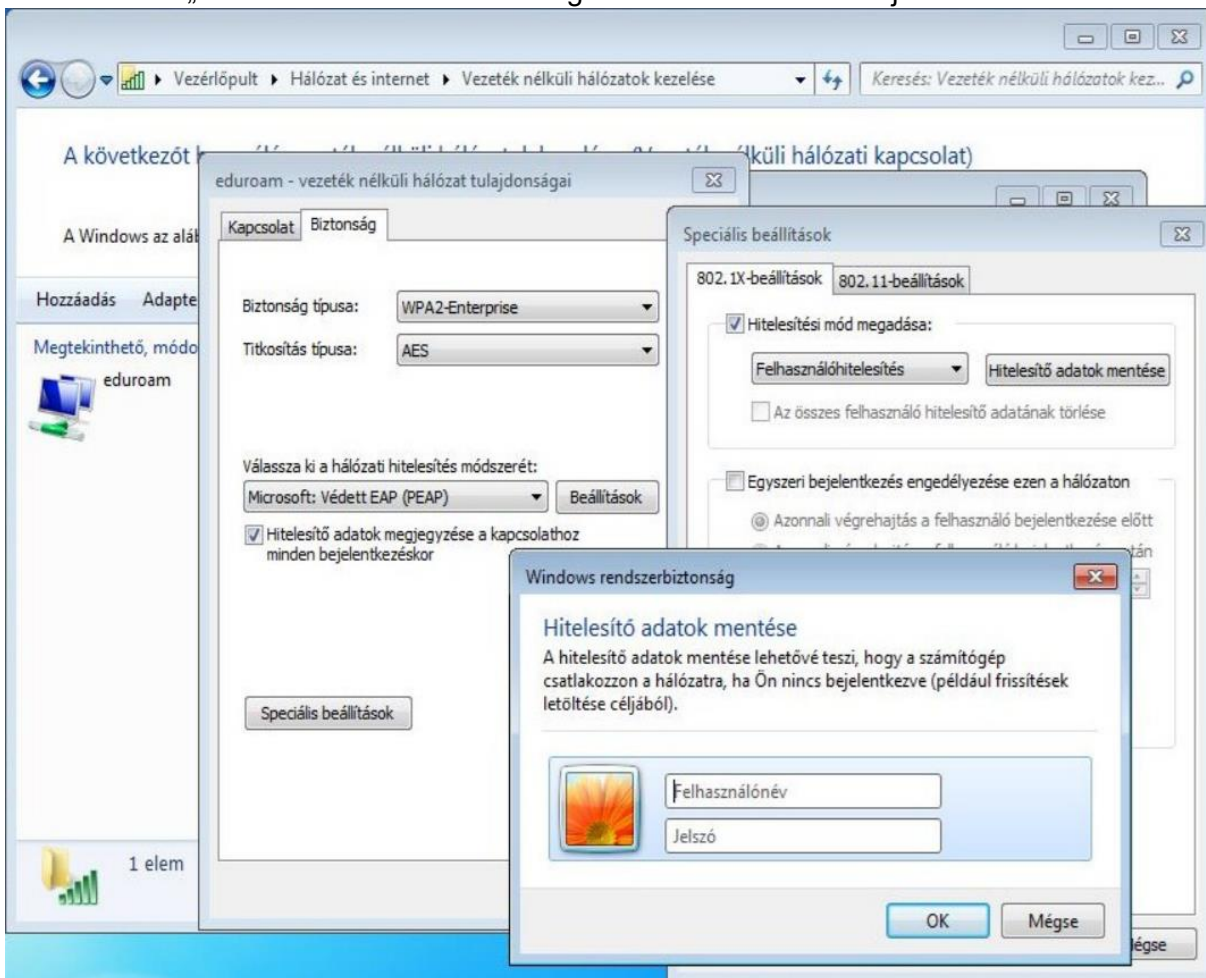 Vezérlőpult ▸ Hálózat és internet ▸ Vezeték nélküli hálózatok kezelése
Keresés: Vezeték nélküli hálózatok kez...
A következőt
nélküli hálózati kapcsolat)
A Windows az aláb
Hozzáadás Adapte
Megtekinthető, módo
eduroam
1 elem
eduroam - vezeték nélküli hálózat tulajdonságai
Kapcsolat Biztonság
Biztonság típusa: WPA2-Enterprise
Titkosítás típusa: AES
Válassza ki a hálózati hitelesítés módszerét:
Microsoft: Védett EAP (PEAP) Beállítások
Hitelesítő adatok megjegyzése a kapcsolathoz
minden bejelentkezéskor
Speciális beállítások
Speciális beállítások
802.1X-beállítások 802.11-beállítások
Hitelesítési mód megadása:
Felhasználóhitelesítés Hitelesítő adatok mentése
Az összes felhasználó hitelesítő adatának törlése
Egyszeri bejelentkezés engedélyezése ezen a hálózaton
Azonnali végrehajtás a felhasználó bejelentkezése előtt
Windows rendszerbiztonság
Hitelesítő adatok mentése
A hitelesítő adatok mentése lehetővé teszi, hogy a számítógép
csatlakozzon a hálózatra, ha Ön nincs bejelentkezve (például frissítések
letöltése céljából).
Felhasználónév
Jelszó
OK Mégse
égse